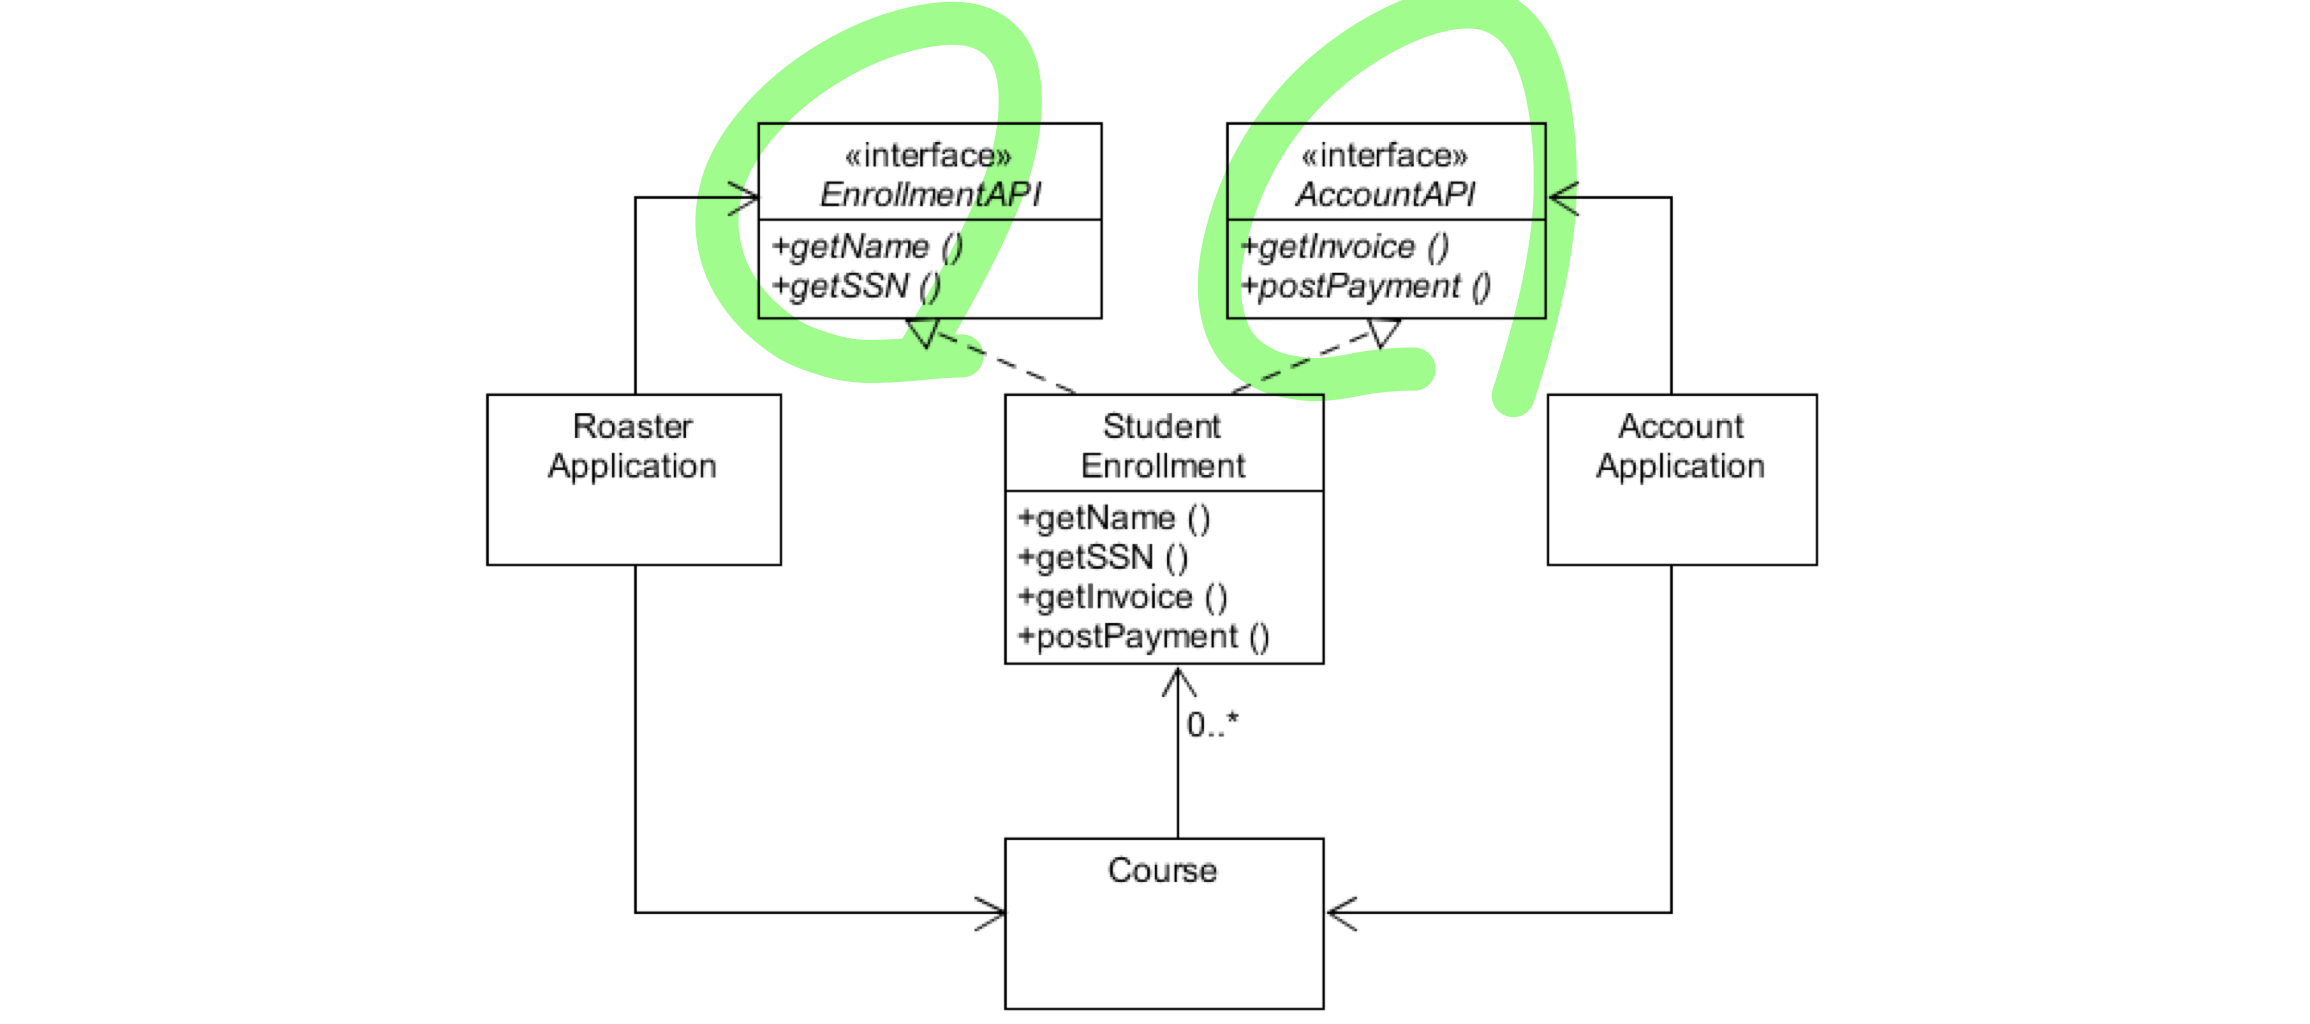 «interface»
EnrollmentAPI
+getName ()
+getSSN ()
«interface»
AccountAPI
+getInvoice ()
+postPayment ()
Roaster
Application
Student
Enrollment
+getName ()
+getSSN ()
+getInvoice ()
+postPayment ()
Account
Application
0..*
Course